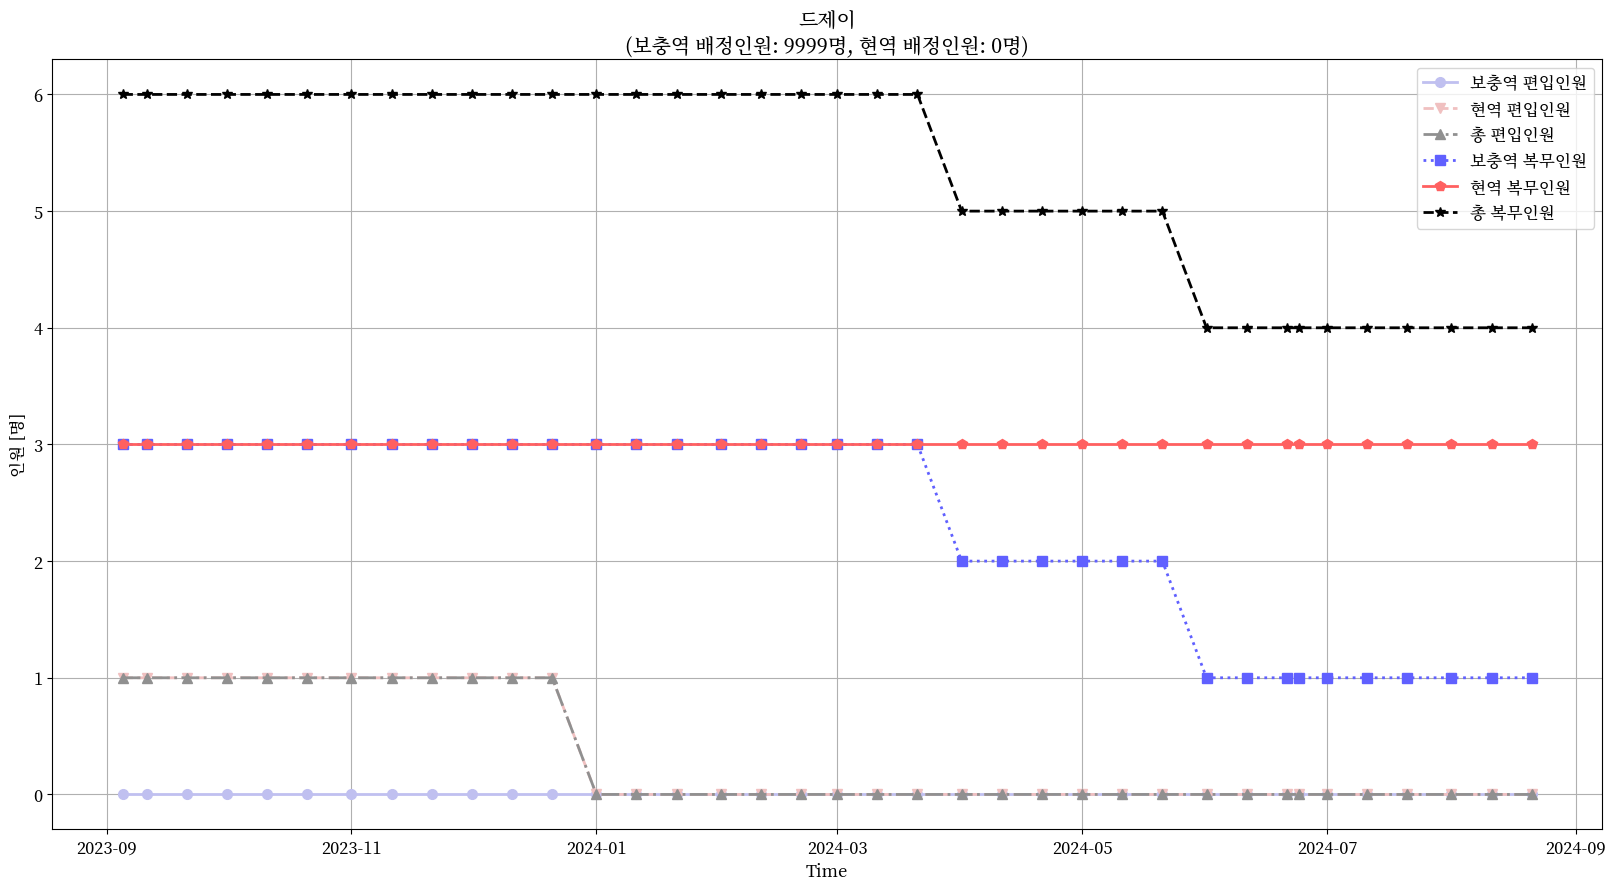 드제이
(보충역 배정인원: 9999명, 현역 배정인원: 0명)
보충역 편입인원
현역 편입인원
총 편입인원
보충역 복무인원
현역 복무인원
총 복무인원
인원 [명]
6
5
4
3
2
1
0
2023-09
2023-11
2024-01
2024-03
2024-05
2024-07
2024-09
Time